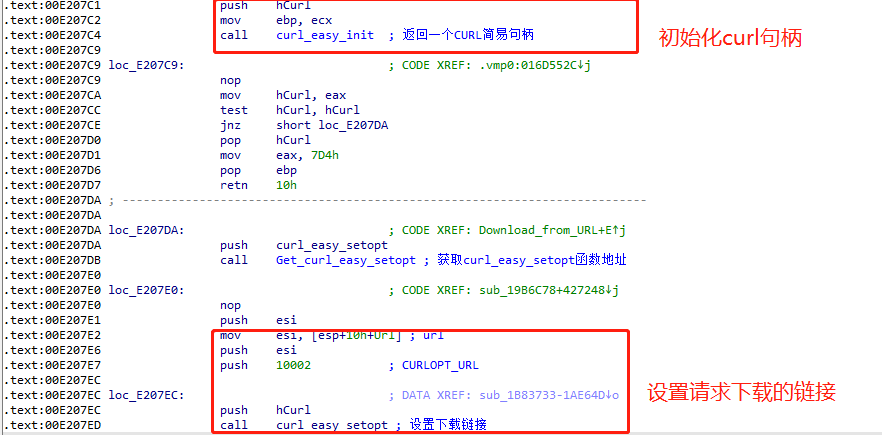 .text:00E207C1 push hCurl
.text:00E207C2 mov ebp, ecx
.text:00E207C4 call curl_easy_init ; 返回一个CURL简易句柄
初始化curl句柄
.text:00E207C9
.text:00E207C9 loc_E207C9: ; CODE XREF: .vmp0:016D552C↓j
.text:00E207C9 nop
.text:00E207CA mov hCurl, eax
.text:00E207CC test hCurl, hCurl
.text:00E207CE jnz short loc_E207DA
.text:00E207D0 pop hCurl
.text:00E207D1 mov eax, 7D4h
.text:00E207D6 pop ebp
.text:00E207D7 retn 10h
.text:00E207DA ; ---------------------------------------------------------------------------
.text:00E207DA
.text:00E207DA loc_E207DA: ; CODE XREF: Download_from_URL+E↑j
.text:00E207DA push curl_easy_setopt
.text:00E207DB call Get_curl_easy_setopt ; 获取curl_easy_setopt函数地址
.text:00E207E0
.text:00E207E0 loc_E207E0: ; CODE XREF: sub_19B6C78+427248↓j
.text:00E207E0 nop
.text:00E207E1 push esi
.text:00E207E2 mov esi, [esp+10h+Url] ; url
.text:00E207E6 push esi
.text:00E207E7 push 10002 ; CURLOPT_URL
.text:00E207EC
设置请求下载的链接
.text:00E207EC loc_E207EC: ; DATA XREF: sub_1B83733-1AE64D↓o
.text:00E207EC push hCurl
.text:00E207ED call curl_easy_setopt ; 设置下载链接